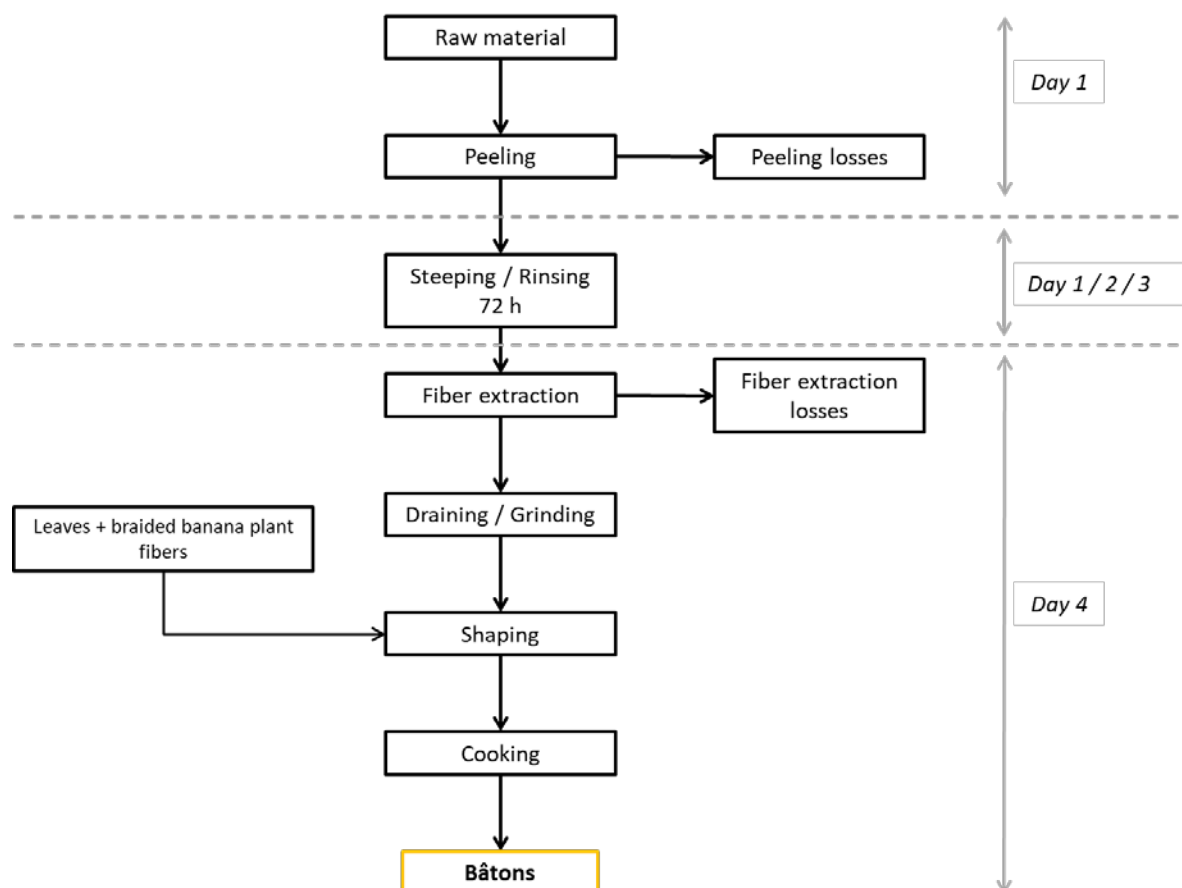 Raw material
Day 1
Peeling
Peeling losses
Steeping / Rinsing
72 h
Day 1 / 2 / 3
Fiber extraction
Fiber extraction
losses
Draining / Grinding
Leaves + braided banana plant
fibers
Day 4
Shaping
Cooking
Bâtons